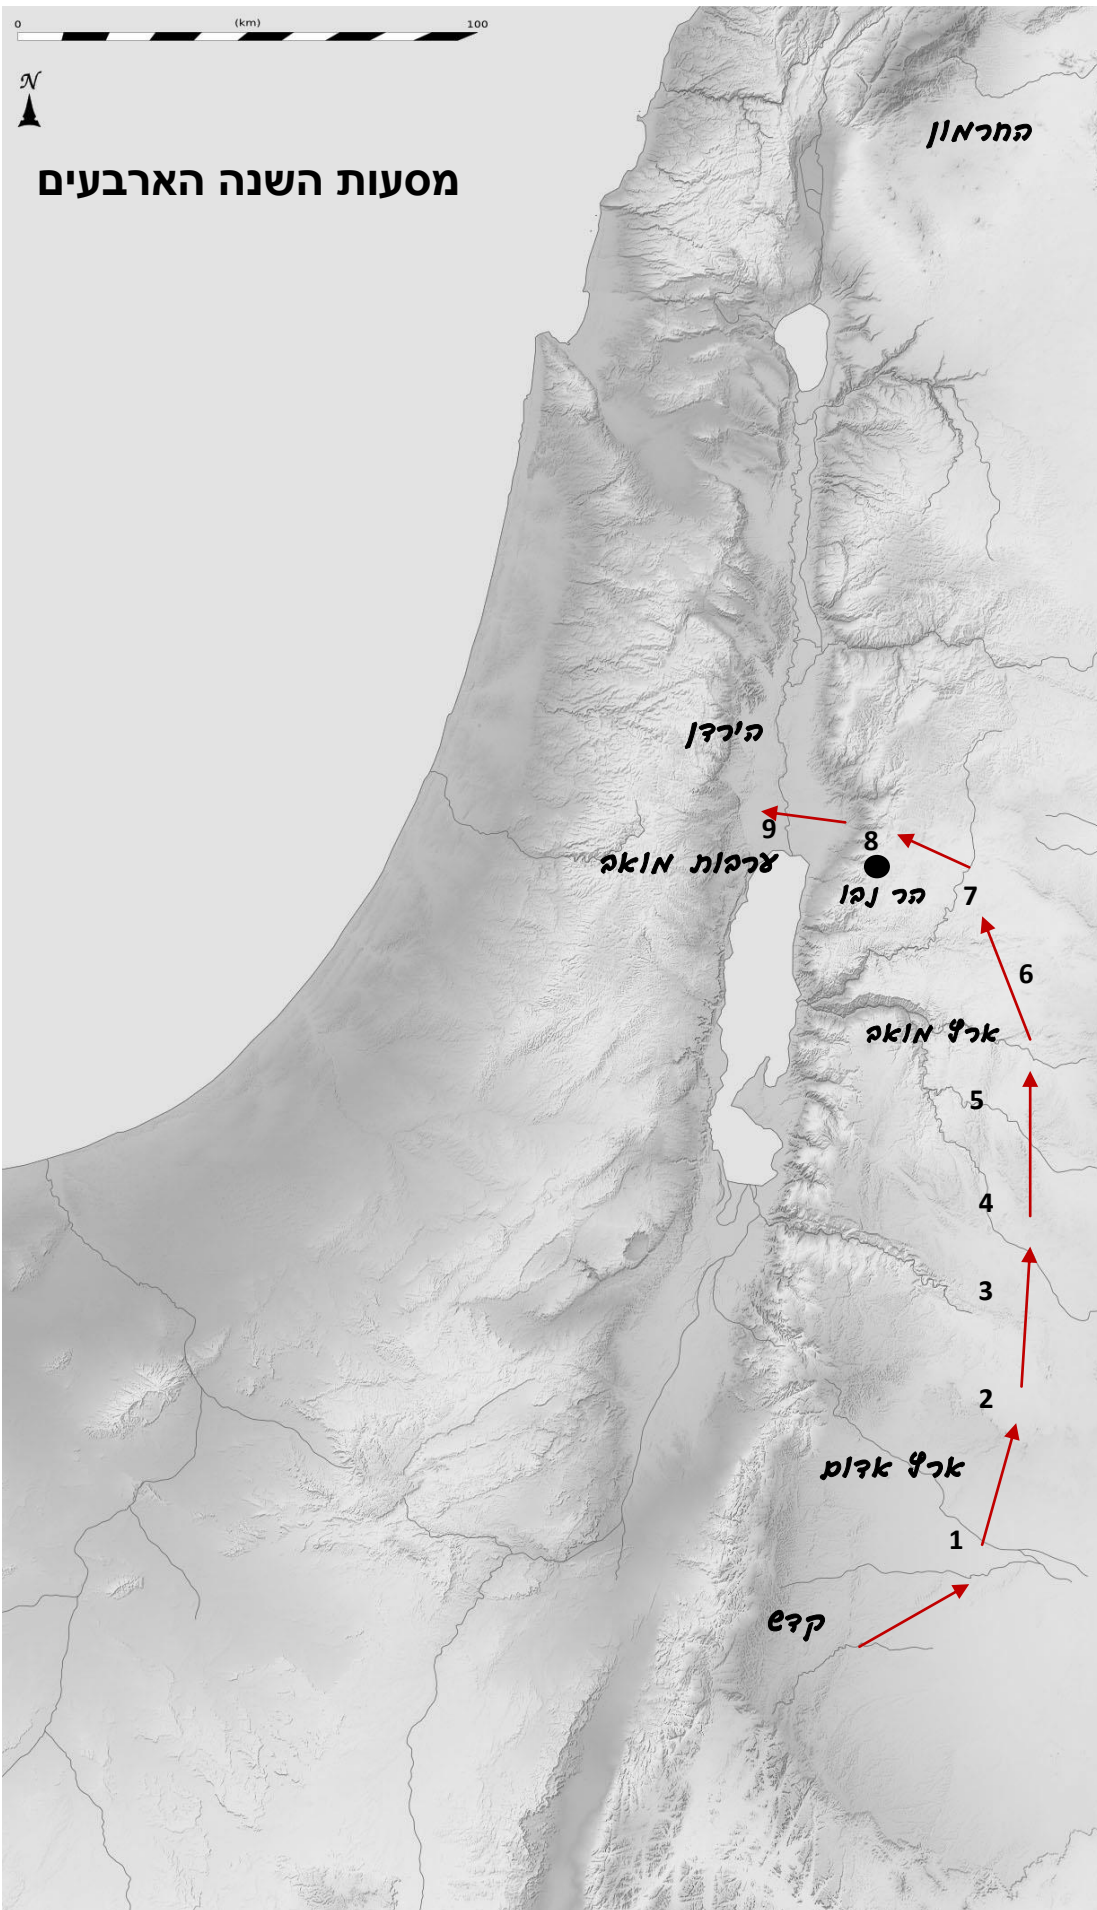 0 (km) 100
N
מסעות השנה הארבעים
החרמון
הירדן
9
8
ערבות מואב
הר נבו
7
6
ארץ מואב
5
4
3
2
ארץ אדום
1
קדש